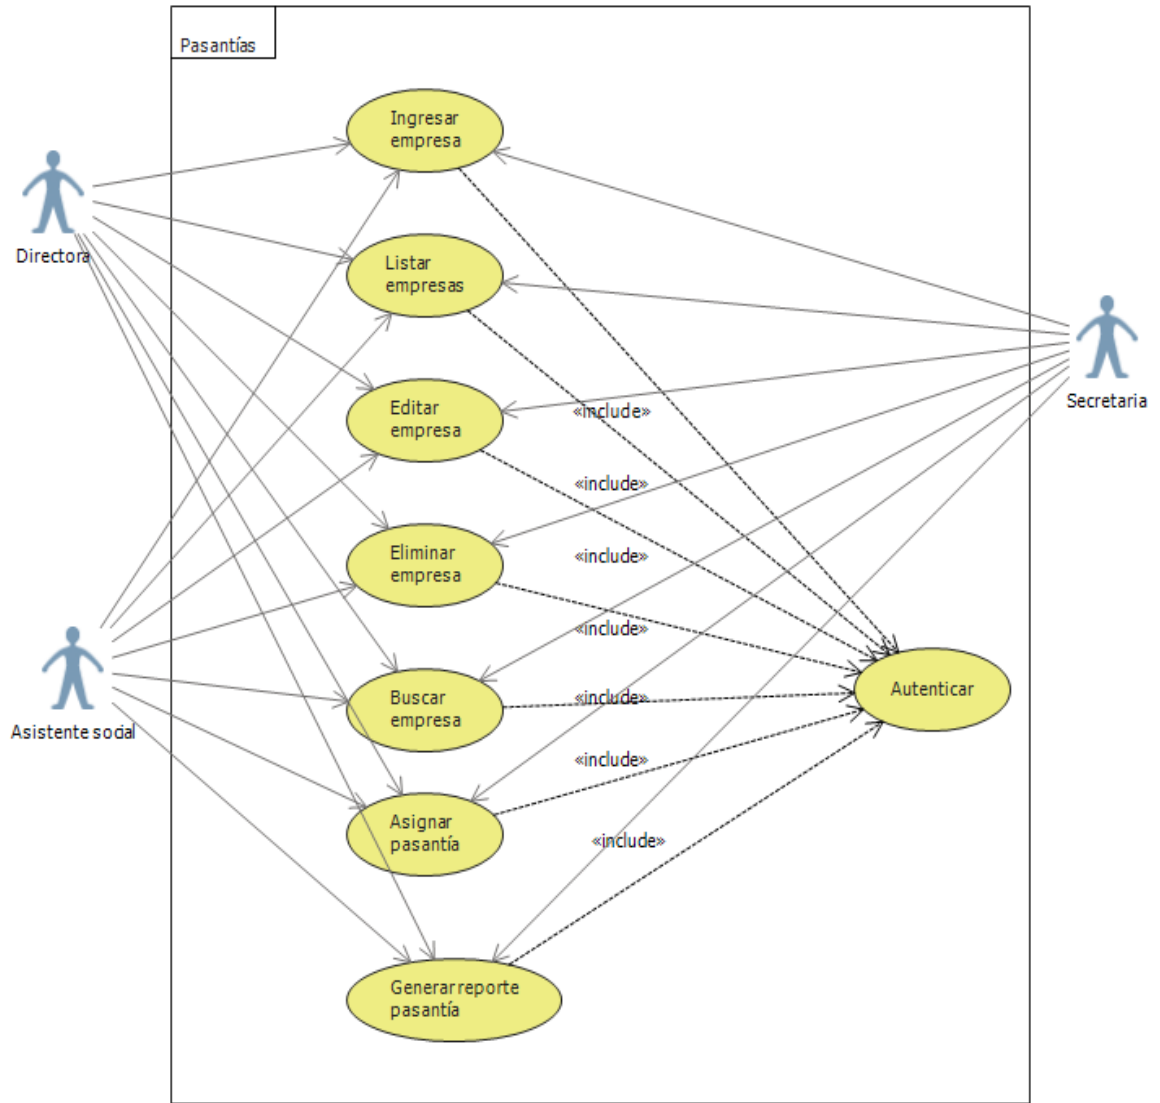 Pasantías
Ingresar
empresa
Directora
Listar
empresas
Secretaria
Editar
empresa
«include»
«include»
Eliminar
empresa
«include»
«include»
Asistente social
Buscar
empresa
«include»
Autenticar
«include»
Asignar
pasantía
«include»
Generar reporte
pasantía